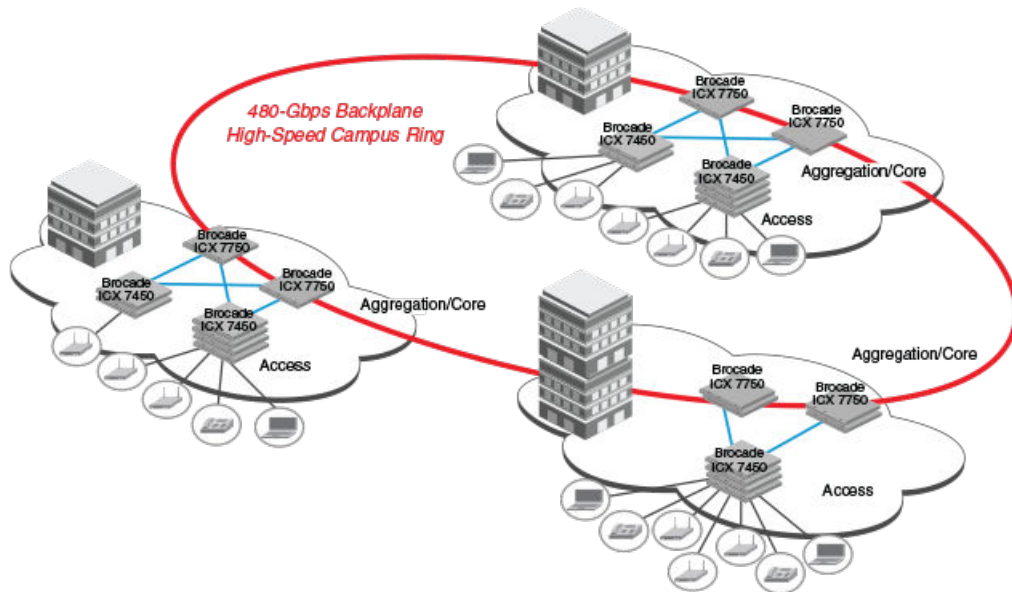 480-Gbps Backplane
High-Speed Campus Ring
Brocade
ICX 7750
Brocade
ICX 7750
Brocade
ICX 7450
Brocade
ICX 7450
Aggregation/Core
Access
Brocade
ICX 7750
Brocade
ICX 7750
Brocade
ICX 7450
Brocade
ICX 7450
Aggregation/Core
Access
Aggregation/Core
Brocade
ICX 7750
Brocade
ICX 7750
Brocade
ICX 7450
Access